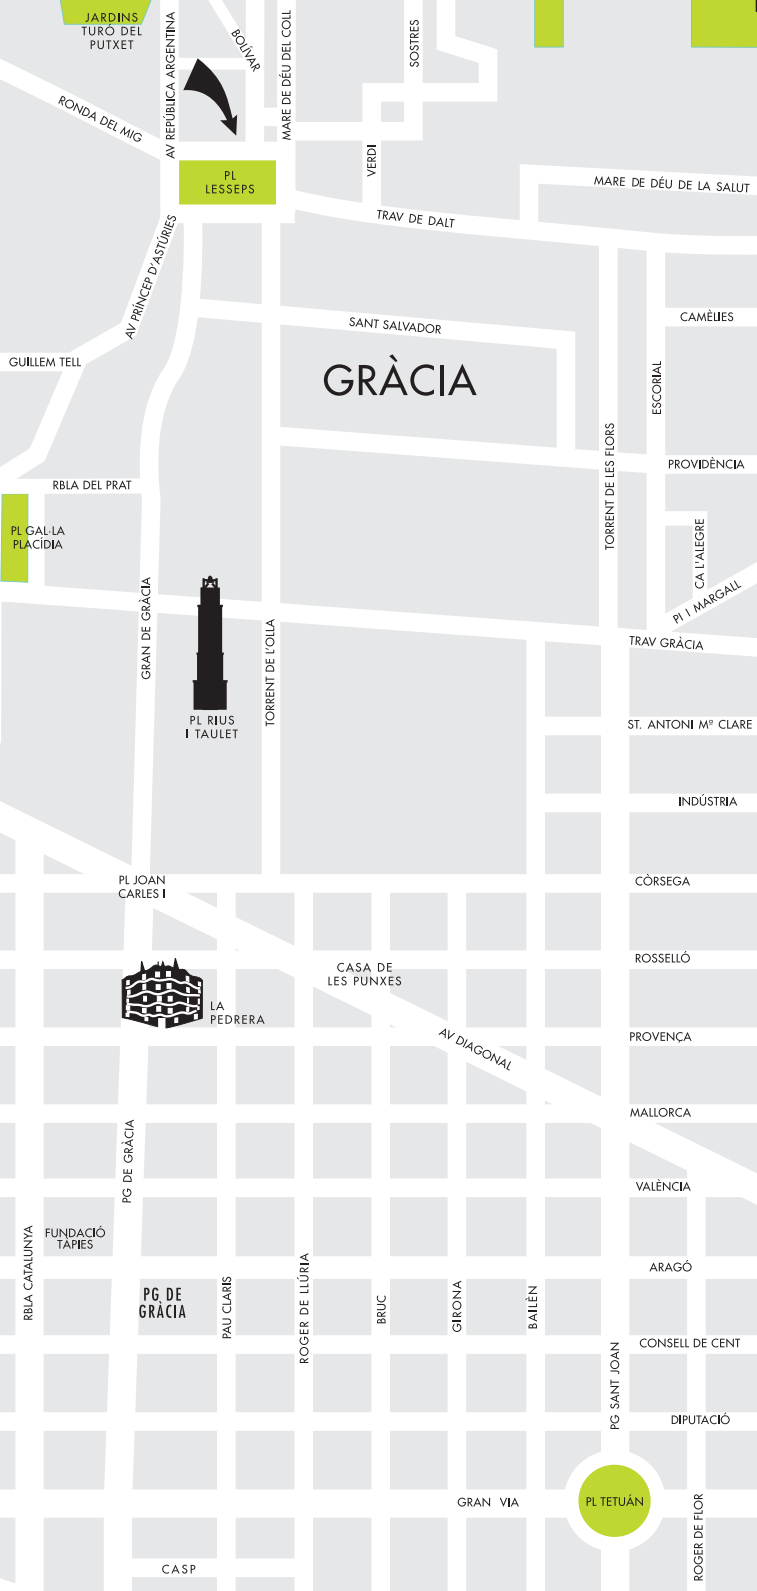 JARDINS
TURÓ DEL
PUTXET
AV REPÚBLICA ARGENTINA
BOLÍVAR
MARE DE DÉU DEL COLL
SOSTRES
RONDA DEL MIG
VERDI
PL
LESSEPS
MARE DE DÉU DE LA SALUT
TRAV DE DALT
AV PRÍNCEP D'ASTÚRIES
SANT SALVADOR
CAMÈLIES
GUILLEM TELL
GRÀCIA
ESCORIAL
TORRENT DE LES FLORS
PROVIDÈNCIA
RBLA DEL PRAT
PL GAL·LA
PLACÍDIA
CA L'ALEGRE
PI I MARGALL
GRAN DE GRÀCIA
TORRENT DE L'OLLA
TRAV GRÀCIA
PL RIUS
I TAULET
ST. ANTONI Mº CLARE
INDÚSTRIA
PL JOAN
CARLES I
CÒRSEGA
ROSSELLÓ
CASA DE
LES PUNXES
LA
PEDRERA
AV DIAGONAL
PROVENÇA
MALLORCA
PG DE GRÀCIA
VALÈNCIA
FUNDACIÓ
TÀPIES
RBLA CATALUNYA
ARAGÓ
PG DE
GRÀCIA
PAU CLARIS
ROGER DE LLÚRIA
BRUC
GIRONA
BAILÈN
CONSELL DE CENT
PG SANT JOAN
DIPUTACIÓ
GRAN VIA
PL TETUÁN
ROGER DE FLOR
CASP